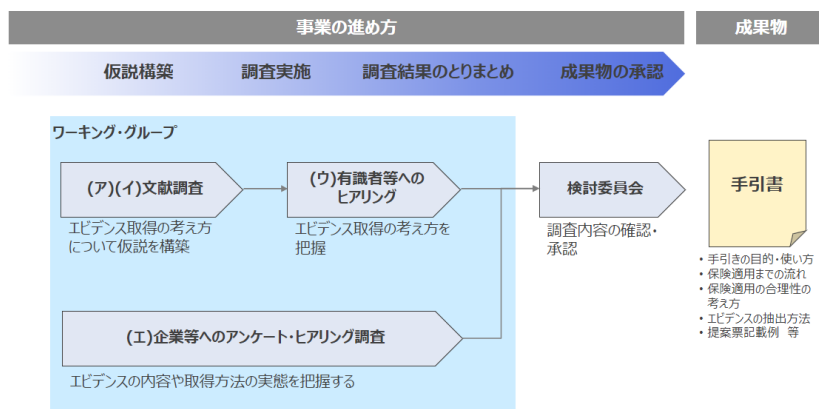 事業の進め方
成果物
仮説構築
調査実施
調査結果のとりまとめ
成果物の承認
ワーキング・グループ
(ア)(イ)文献調査
エビデンス取得の考え方
について仮説を構築
(ウ)有識者等への
ヒアリング
エビデンス取得の考え方を
把握
検討委員会
調査内容の確認・
承認
(エ)企業等へのアンケート・ヒアリング調査
エビデンスの内容や取得方法の実態を把握する
手引書
• 手引きの目的・使い方
• 保険適用までの流れ
• 保険適用の合理性の
考え方
• エビデンスの抽出方法
• 提案票記載例　等